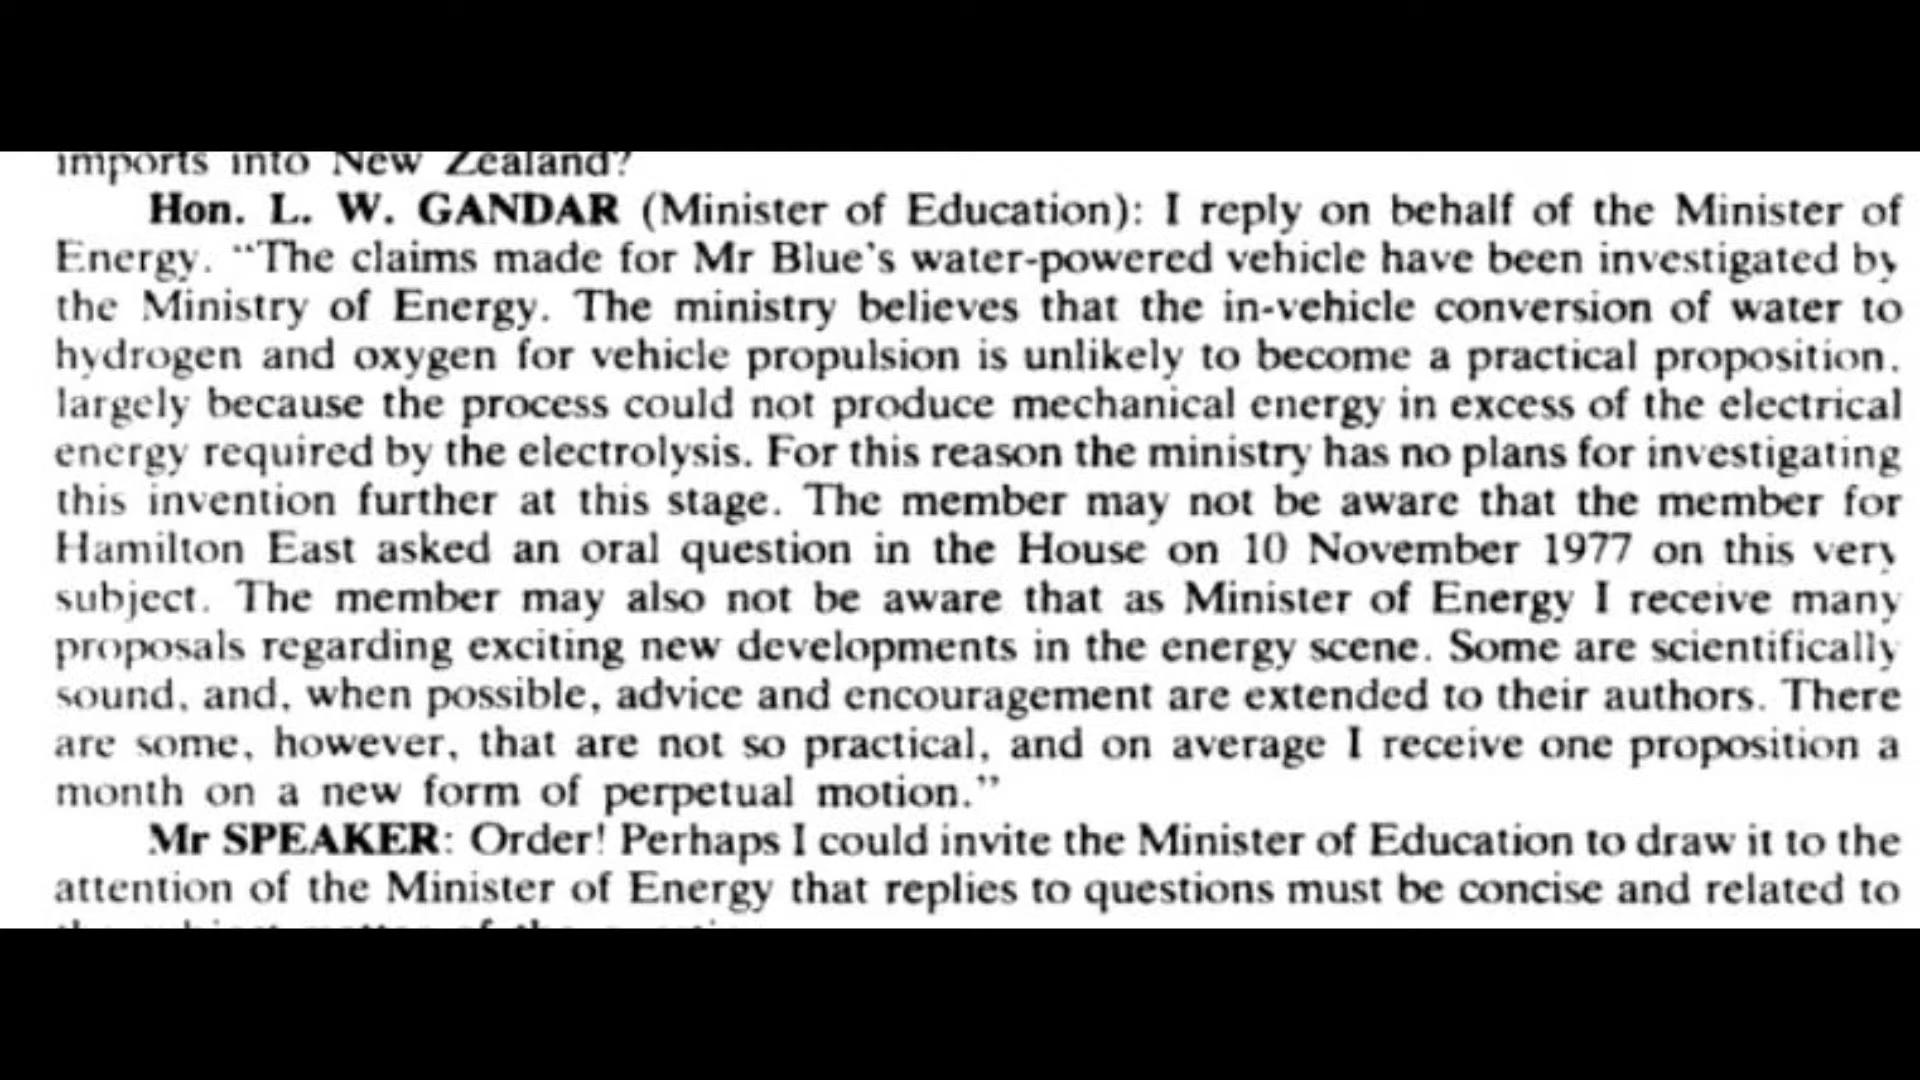 imports into New Zealand?
Hon. L. W. GANDAR (Minister of Education): I reply on behalf of the Minister of
Energy. “The claims made for Mr Blue's water-powered vehicle have been investigated by
the Ministry of Energy. The ministry believes that the in-vehicle conversion of water to
hydrogen and oxygen for vehicle propulsion is unlikely to become a practical proposition.
largely because the process could not produce mechanical energy in excess of the electrical
energy required by the electrolysis. For this reason the ministry has no plans for investigating
this invention further at this stage. The member may not be aware that the member for
Hamilton East asked an oral question in the House on 10 November 1977 on this very
subject. The member may also not be aware that as Minister of Energy I receive many
proposals regarding exciting new developments in the energy scene. Some are scientifically
sound, and, when possible, advice and encouragement are extended to their authors. There
are some, however, that are not so practical, and on average I receive one proposition a
month on a new form of perpetual motion.”
Mr SPEAKER: Order! Perhaps I could invite the Minister of Education to draw it to the
attention of the Minister of Energy that replies to questions must be concise and related to